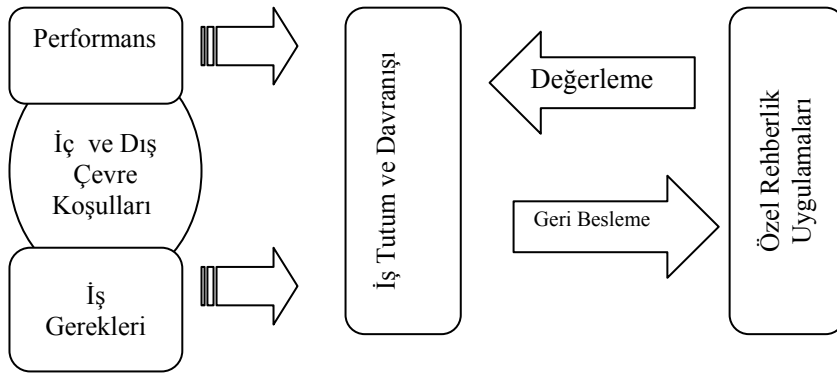 Performans
İç ve Dış
Çevre
Koşulları
İş
Gerekleri
İş Tutum ve Davranışı
Değerleme
Geri Besleme
Özel Rehberlik
Uygulamaları